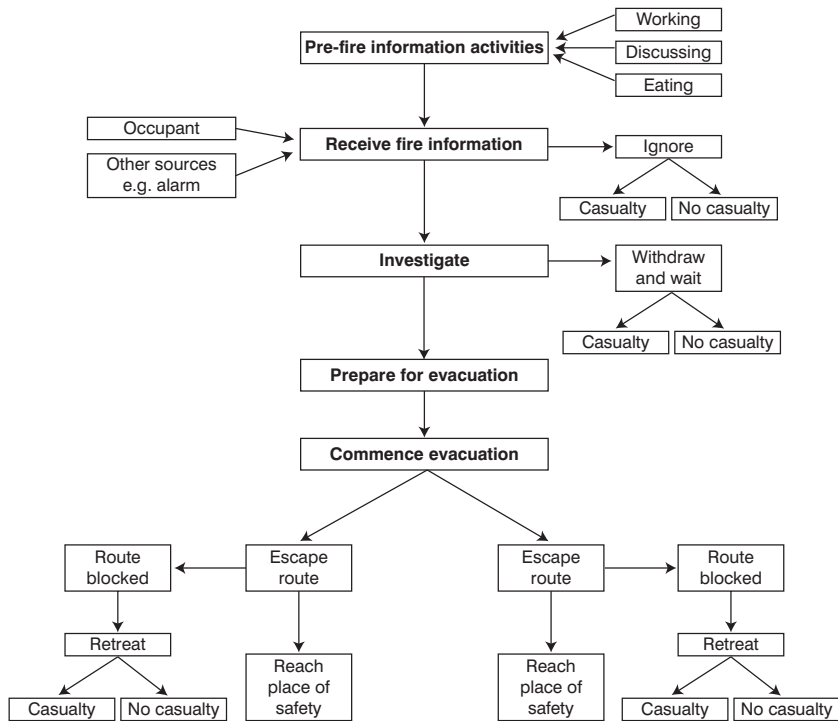 Working
Pre-fire information activities
Discussing
Eating
Occupant
Receive fire information
Ignore
Other sources
e.g. alarm
Casualty
No casualty
Investigate
Withdraw
and wait
Casualty
No casualty
Prepare for evacuation
Commence evacuation
Route
blocked
Escape
route
Escape
route
Route
blocked
Retreat
Reach
place of
safety
Reach
place of
safety
Retreat
Casualty
No casualty
Casualty
No casualty